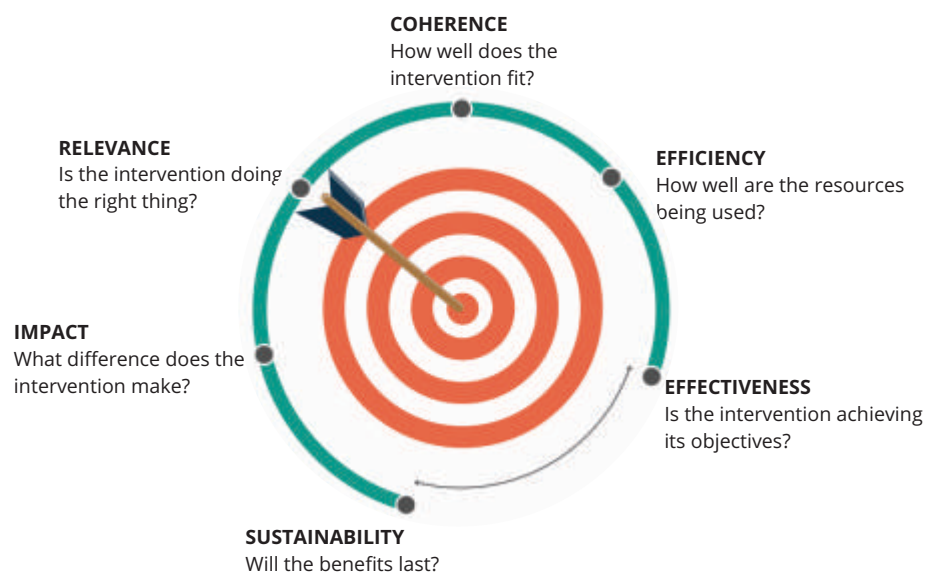 COHERENCE
How well does the
intervention fit?
RELEVANCE
Is the intervention doing
the right thing?
EFFICIENCY
How well are the resources
being used?
IMPACT
What difference does the
intervention make?
EFFECTIVENESS
Is the intervention achieving
its objectives?
SUSTAINABILITY
Will the benefits last?